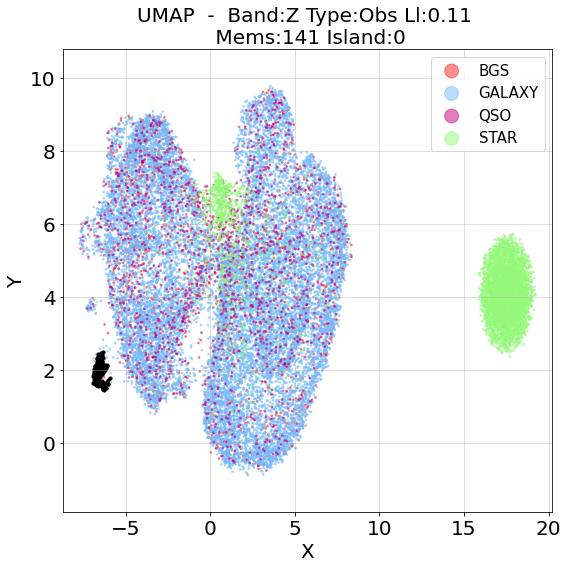 UMAP - Band:Z Type:Obs Ll:0.11
Mems:141 Island:0
BGS
GALAXY
QSO
STAR
10
8
6
4
2
0
Y
−5
0
5
10
15
20
X